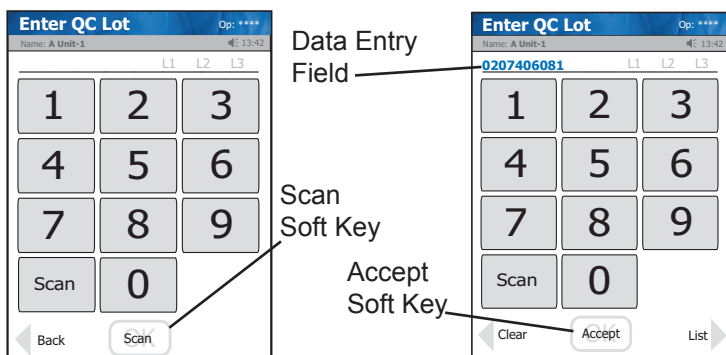 Enter QC Lot Op: ****
Name: A Unit-1 13:42
L1 L2 L3
1 2 3
4 5 6
7 8 9
Scan 0
Back Scan OK
Data Entry
Field
Scan
Soft Key
Accept
Soft Key
Enter QC Lot Op: ****
Name: A Unit-1 13:42
0207406081 L1 L2 L3
1 2 3
4 5 6
7 8 9
Scan 0
Clear Accept OK List